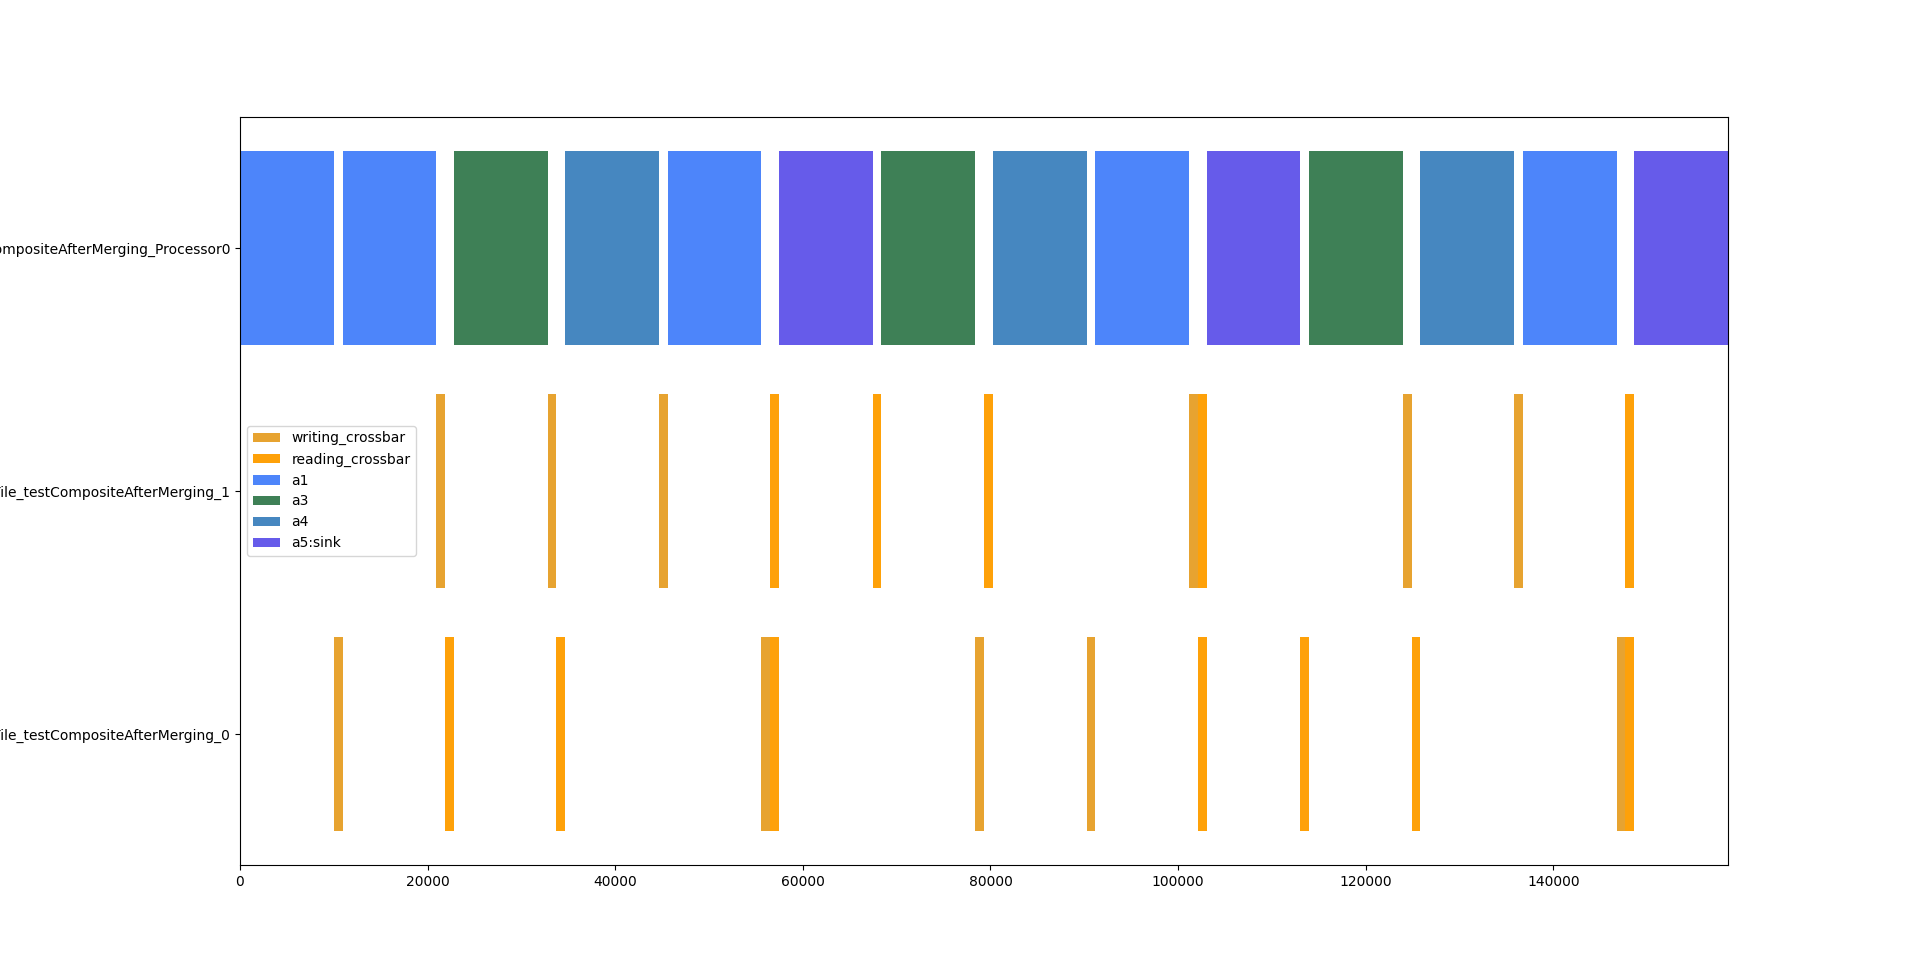 ompositeAfterMerging_Processor0
ile_testCompositeAfterMerging_1
writing_crossbar
reading_crossbar
a1
a3
a4
a5:sink
ile_testCompositeAfterMerging_0
0 20000 40000 60000 80000 100000 120000 140000